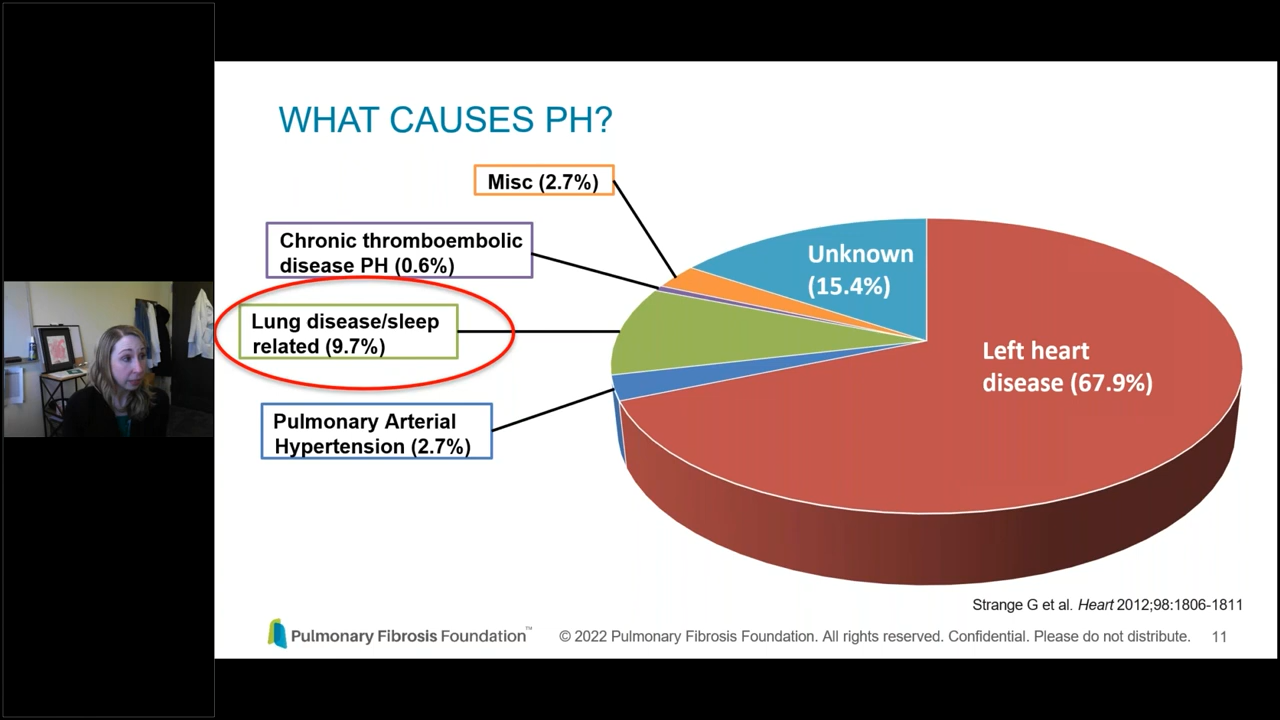 WHAT CAUSES PH?
Misc (2.7%)
Chronic thromboembolic
disease PH (0.6%)
Lung disease/sleep
related (9.7%)
Pulmonary Arterial
Hypertension (2.7%)
Unknown
(15.4%)
Left heart
disease (67.9%)
Strange G et al. Heart 2012;98:1806-1811
Pulmonary Fibrosis Foundation™
© 2022 Pulmonary Fibrosis Foundation. All rights reserved. Confidential. Please do not distribute.
11